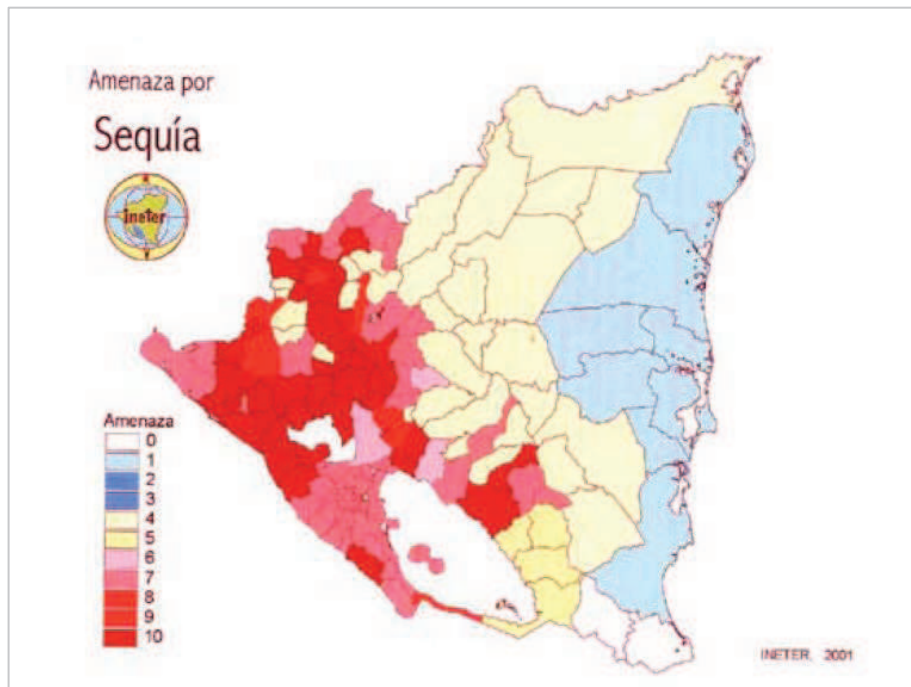 Amenaza por
Sequía
ineter
Amenaza
0
1
2
3
4
5
6
7
8
9
10
INETER, 2001